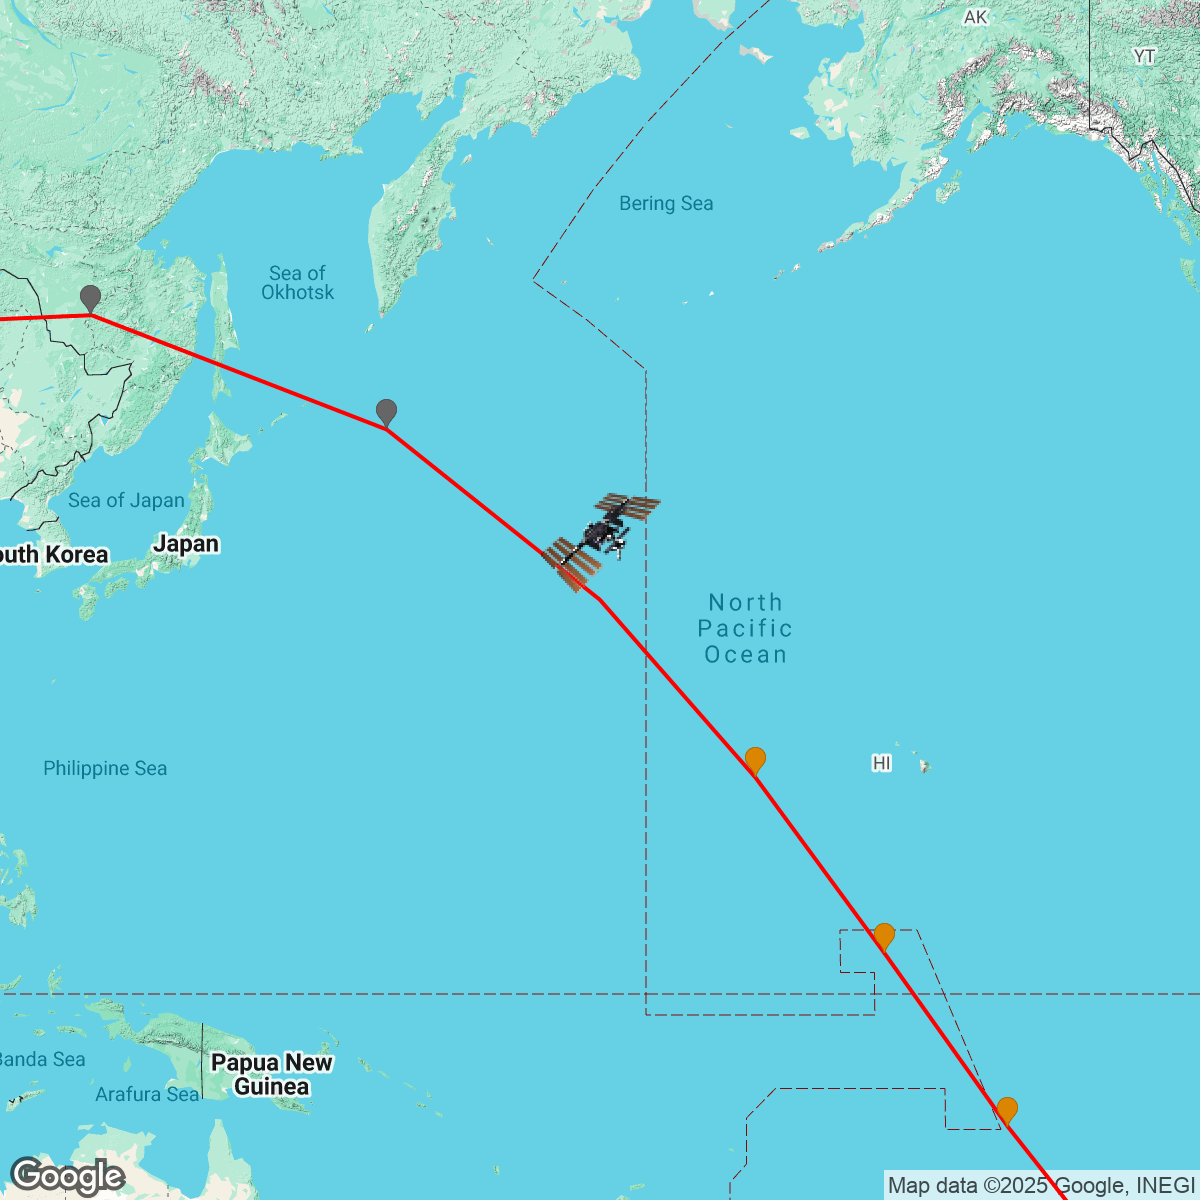 AK
YT
Bering Sea
Sea of
Okhotsk
Sea of Japan
Japan
outh Korea
North
Pacific
Ocean
HI
Philippine Sea
Banda Sea
Papua New
Guinea
Arafura Sea
Google
Map data ©2025 Google, INEGI